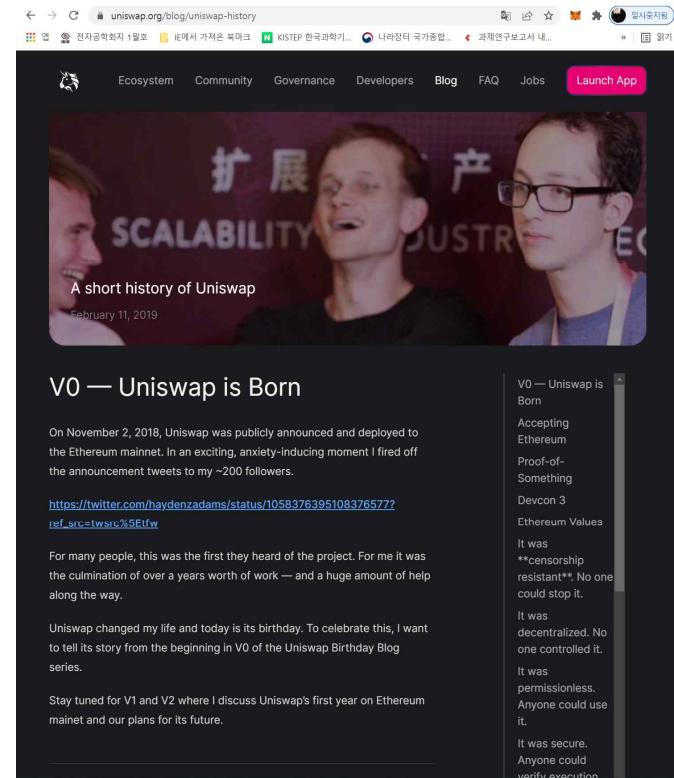 uniswap.org/blog/uniswap-history
일시중지됨
앱
전자공학회지 1월호
IE에서 가져온 북마크
KISTEP 한국과학기...
나라장터 국가종합...
과제연구보고서 내...
»
읽기
Ecosystem
Community
Governance
Developers
Blog
FAQ
Jobs
Launch App
扩 展 产
SCALABILITY
DUSTR
EC
A short history of Uniswap
February 11, 2019
V0 — Uniswap is Born
On November 2, 2018, Uniswap was publicly announced and deployed to
the Ethereum mainnet. In an exciting, anxiety-inducing moment I fired off
the announcement tweets to my ~200 followers.
https://twitter.com/haydenzadams/status/1058376395108376577?
ref_src=twsrc%5Etfw
For many people, this was the first they heard of the project. For me it was
the culmination of over a years worth of work — and a huge amount of help
along the way.
Uniswap changed my life and today is its birthday. To celebrate this, I want
to tell its story from the beginning in V0 of the Uniswap Birthday Blog
series.
Stay tuned for V1 and V2 where I discuss Uniswap’s first year on Ethereum
mainet and our plans for its future.
V0 — Uniswap is
Born
Accepting
Ethereum
Proof-of-
Something
Devcon 3
Ethereum Values
It was
**censorship
resistant**. No one
could stop it.
It was
decentralized. No
one controlled it.
It was
permissionless.
Anyone could use
it.
It was secure.
Anyone could
verify execution